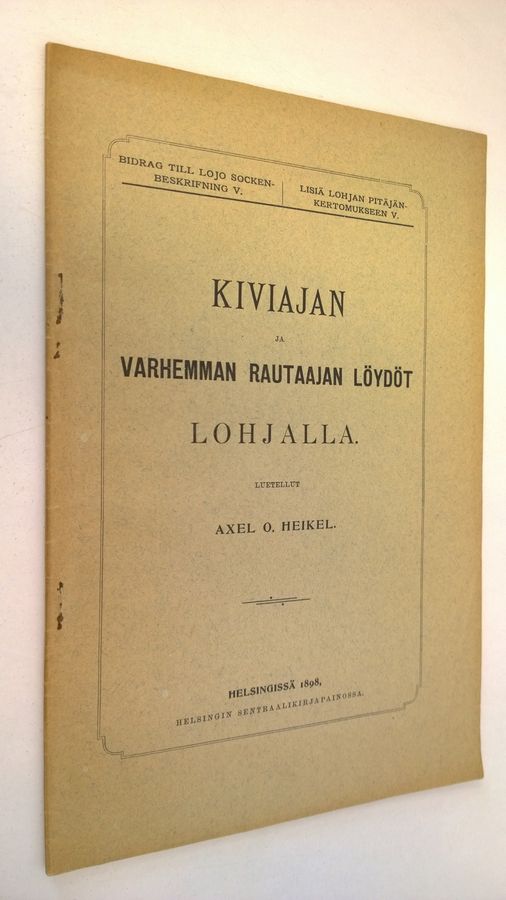 BIDRAG TILL LOJO SOCKEN-
BESKRIFNING V.
LISIÄ LOHJAN PITÄJÄN-
KERTOMUKSEEN V.
KIVIAJAN
JA
VARHEMMAN RAUTAAJAN LÖYDÖT
LOHJALLA.
LUETELLUT
AXEL O. HEIKEL.
HELSINGISSÄ 1898,
HELSINGIN SENTRAALIKIRJAPAINOSSA.